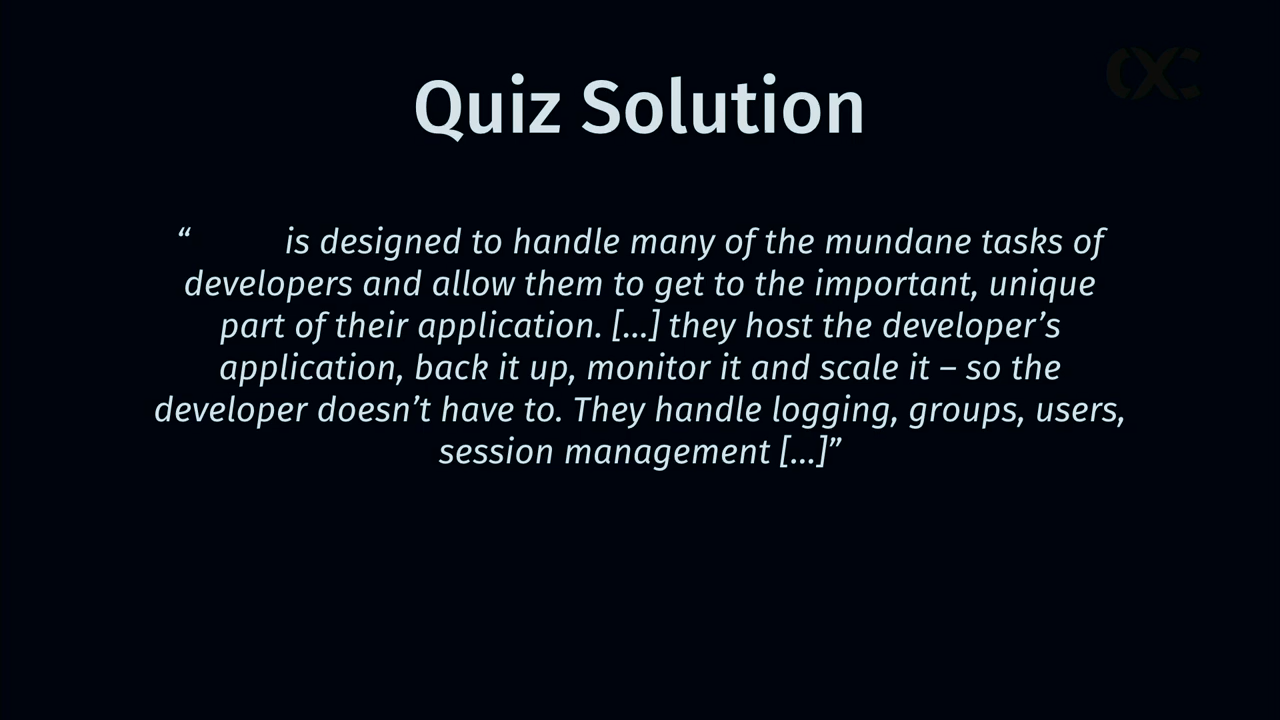 Quiz Solution
“ is designed to handle many of the mundane tasks of
developers and allow them to get to the important, unique
part of their application. […] they host the developer’s
application, back it up, monitor it and scale it – so the
developer doesn’t have to. They handle logging, groups, users,
session management […]”